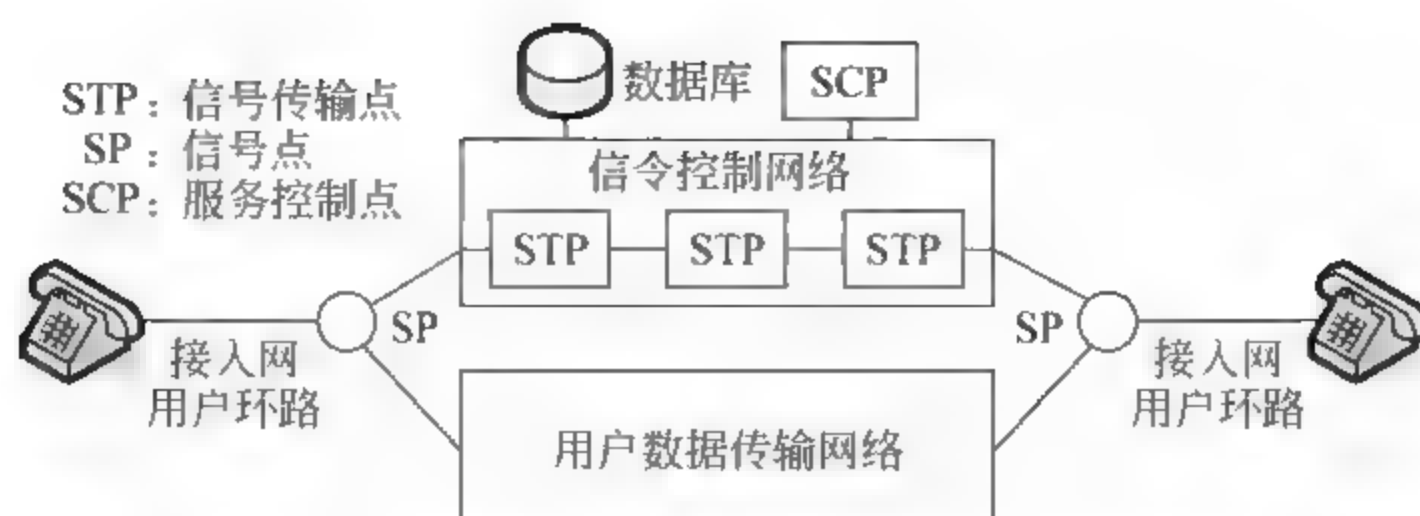 STP：信号传输点
SP：信号点
SCP：服务控制点
数据库
SCP
信令控制网络
STP
STP
STP
SP
SP
接入网
用户环路
接入网
用户环路
用户数据传输网络